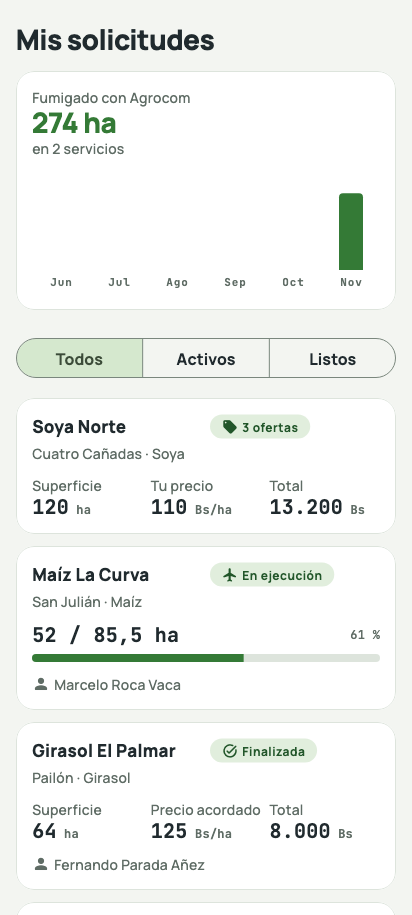 Mis solicitudes
Fumigado con Agrocom
274 ha
en 2 servicios
Jun Jul Ago Sep Oct Nov
Todos Activos Listos
Soya Norte 3 ofertas
Cuatro Cañadas · Soya
Superficie Tu precio Total
120 ha 110 Bs/ha 13.200 Bs
Maíz La Curva En ejecución
San Julián · Maíz
52 / 85,5 ha 61 %
Marcelo Roca Vaca
Girasol El Palmar Finalizada
Pailón · Girasol
Superficie Precio acordado Total
64 ha 125 Bs/ha 8.000 Bs
Fernando Parada Añez